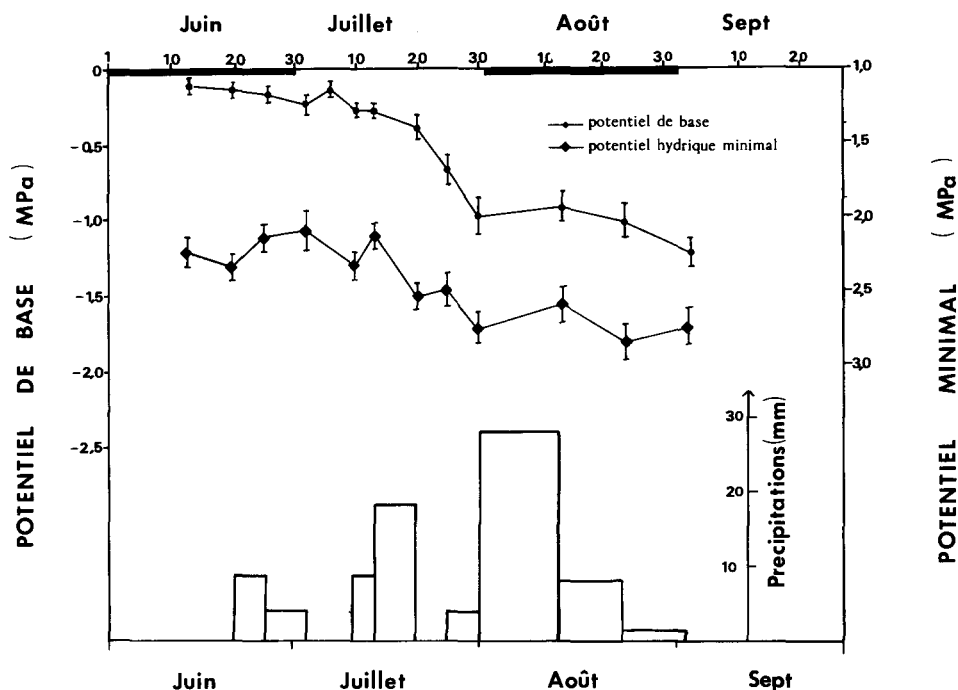 Juin Juillet Août Sept
1 10 20 30 10 20 30 10 20 30 10 20
0
-0,5
-1,0
-1,5
-2,0
-2.5
POTENTIEL DE BASE (MPa)
potentiel de base
potentiel hydrique minimal
-1,0
-1,5
-2,0
-2,5
-3,0
POTENTIEL MINIMAL (MPa)
30
20
10
Precipitations(mm)
Juin Juillet Août Sept